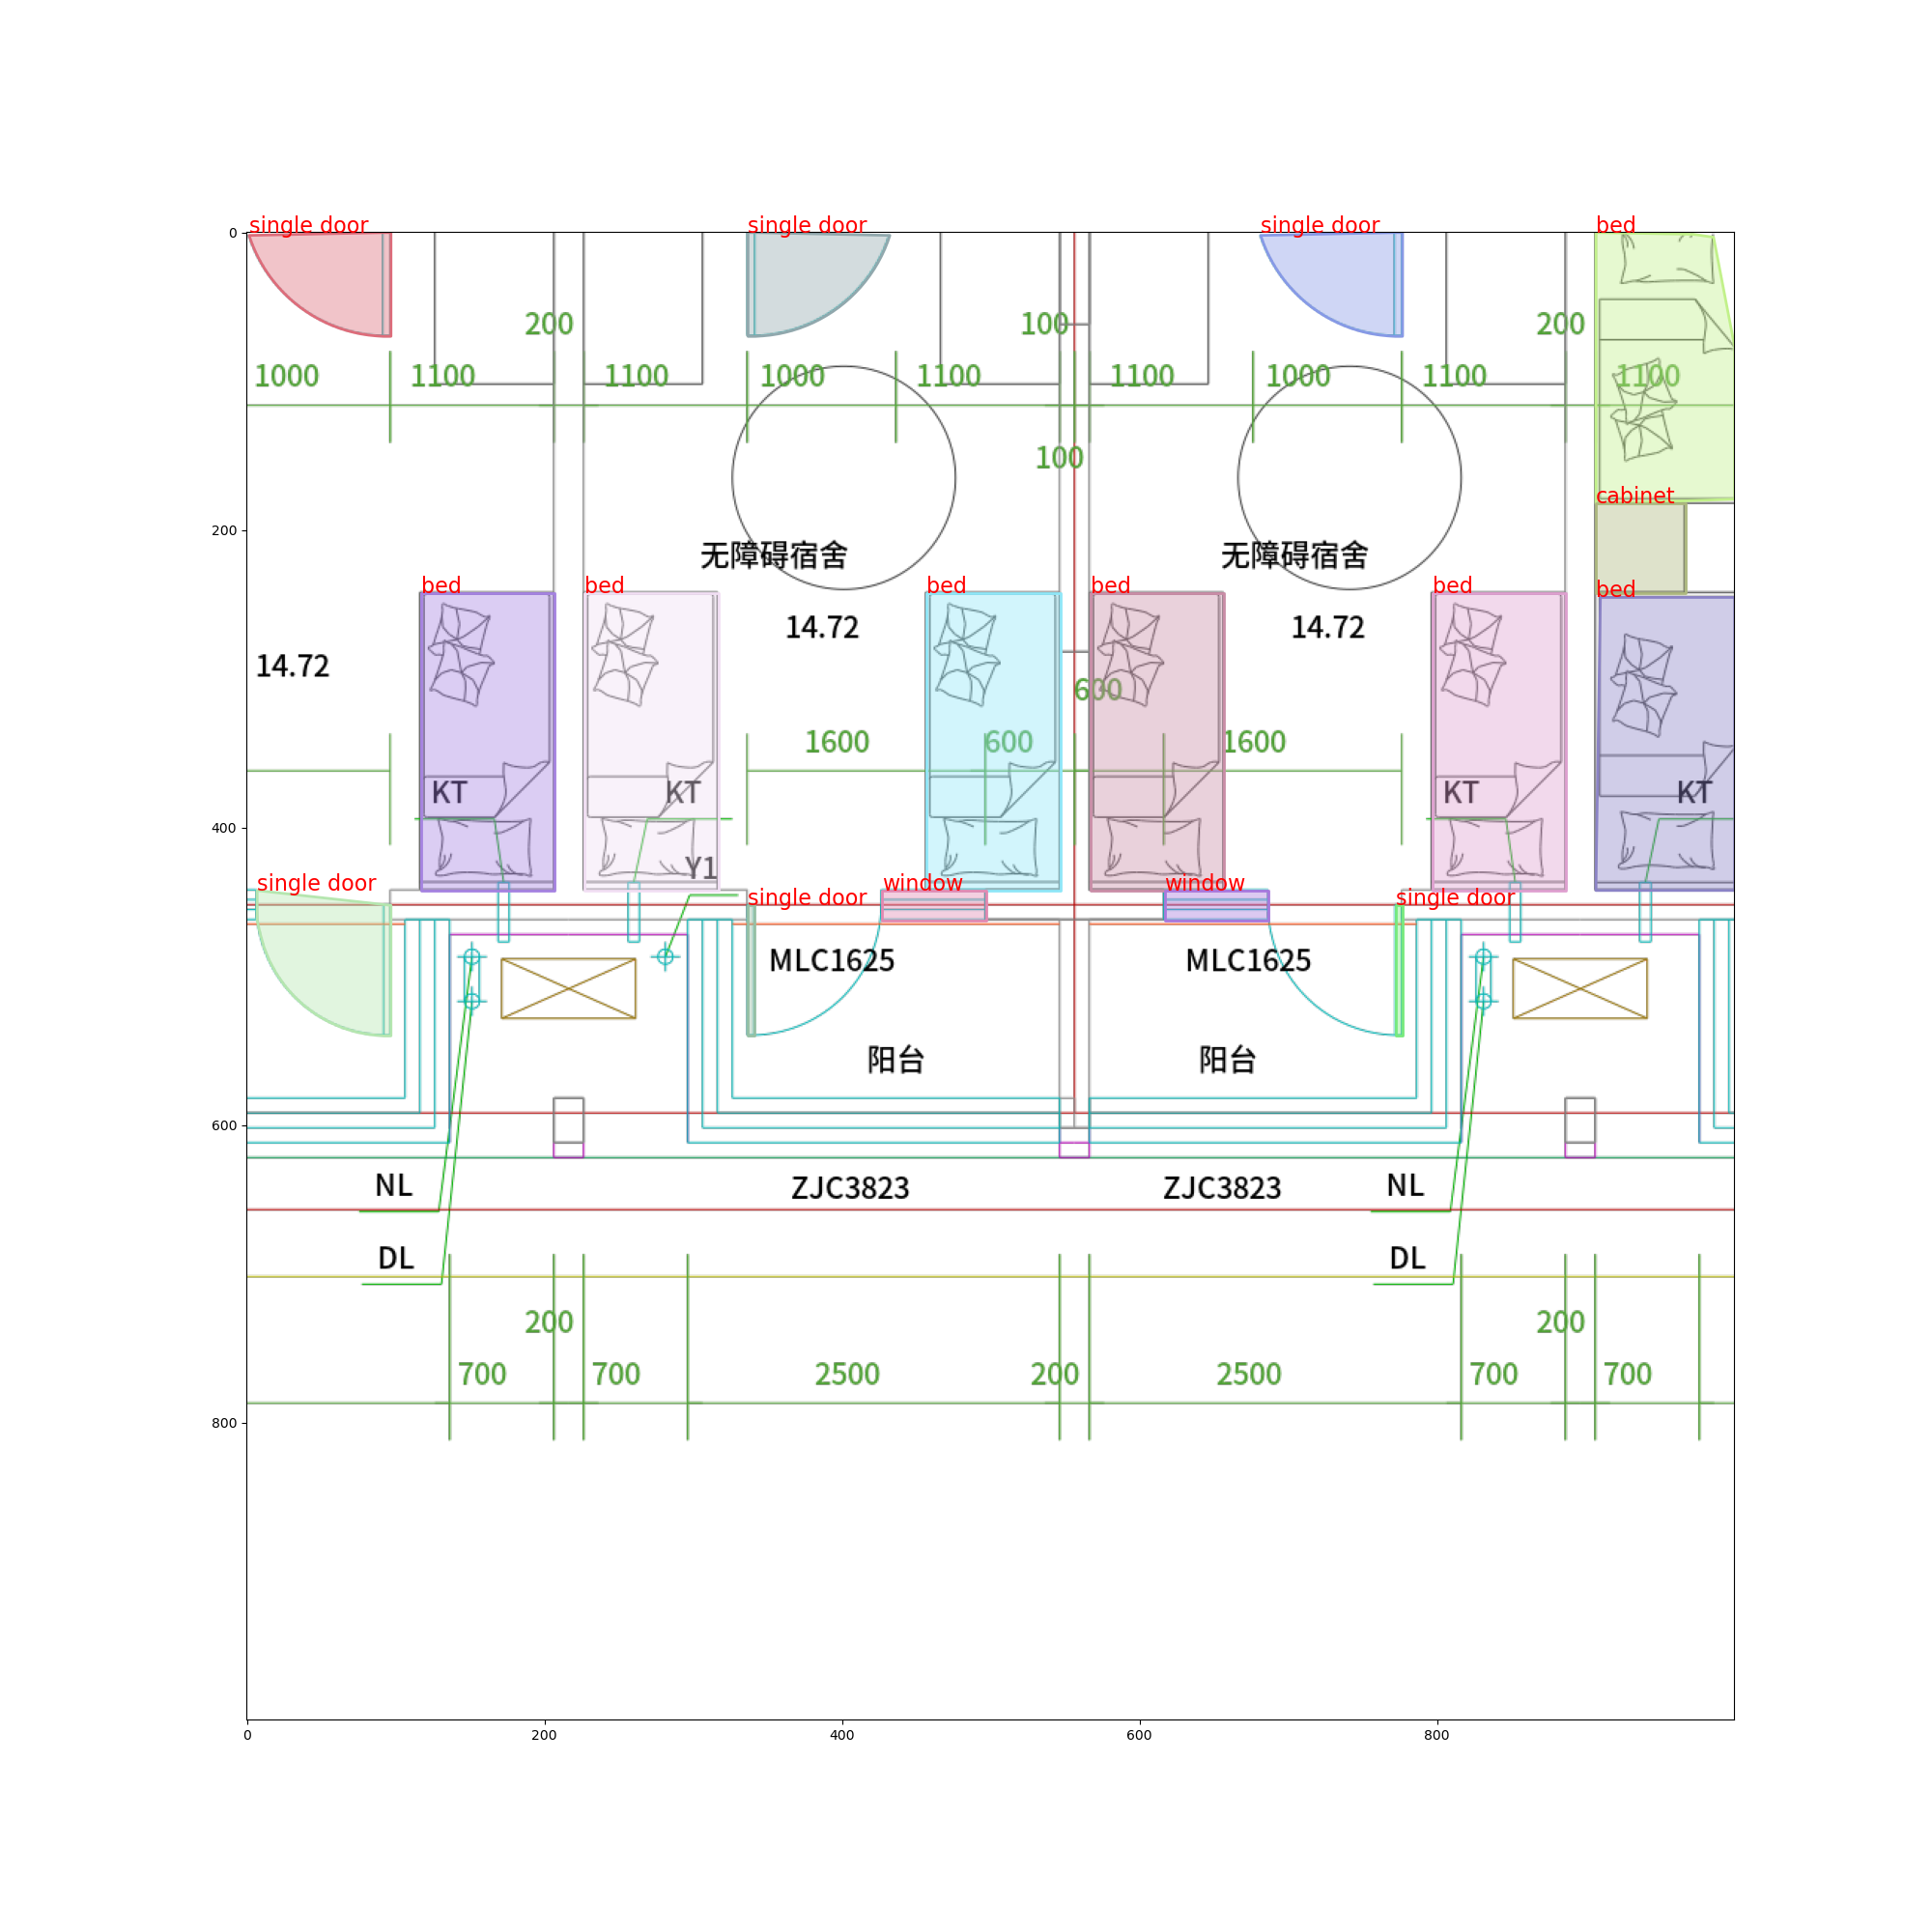 single door single door single door bed
0
200 100 200
1000 1100 1100 1000 1100 1100 1000 1100 1100
100
cabinet
200
无障碍宿舍 无障碍宿舍
bed bed bed bed bed bed
14.72 14.72
14.72
600
1600 600 1600
KT KT KT KT
400
Y1
single door window window
single door single door
MLC1625 MLC1625
阳台 阳台
600
NL ZJC3823 ZJC3823 NL
DL DL
200 200
700 700 2500 200 2500 700 700
800
0 200 400 600 800